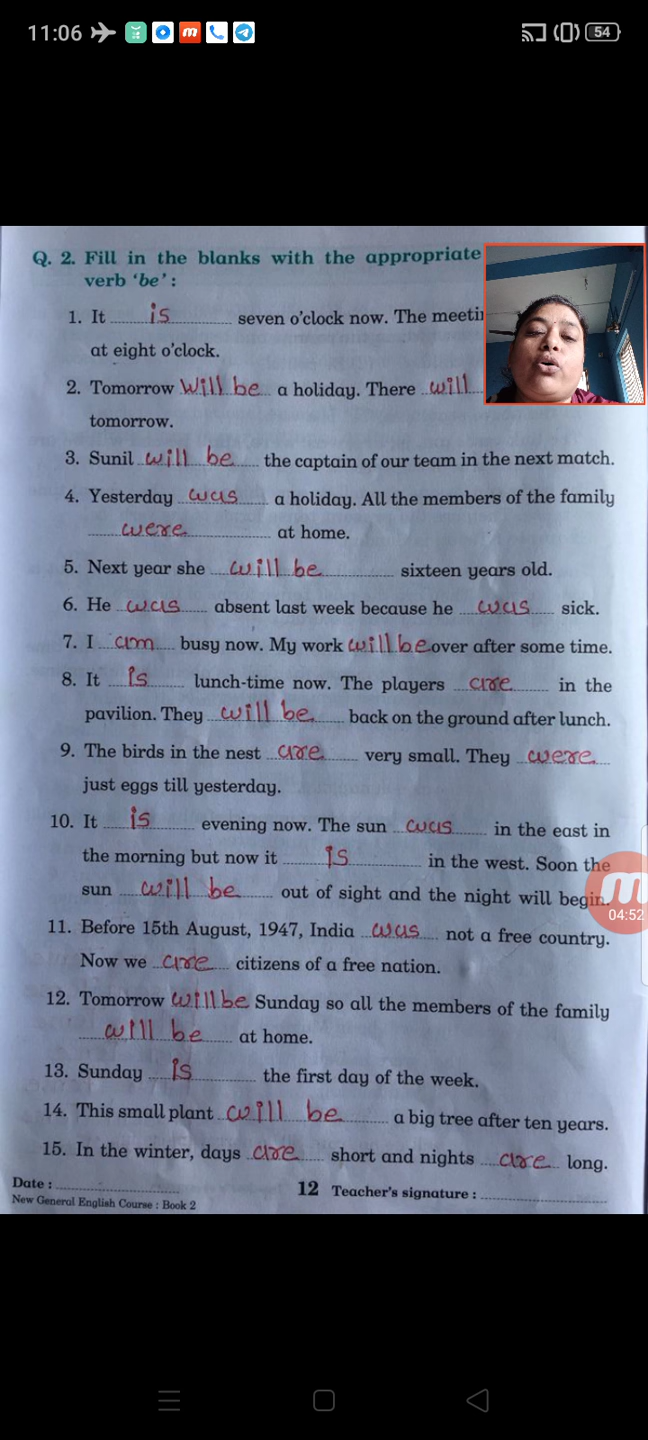 11:06
54
Q. 2. Fill in the blanks with the appropriate
verb 'be' :
1. It is seven o'clock now. The meetin
at eight o'clock.
2. Tomorrow Will be a holiday. There will
tomorrow.
3. Sunil will be the captain of our team in the next match.
4. Yesterday was a holiday. All the members of the family
were at home.
5. Next year she will be sixteen years old.
6. He was absent last week because he was sick.
7. I am busy now. My work will be over after some time.
8. It is lunch-time now. The players are in the
pavilion. They will be back on the ground after lunch.
9. The birds in the nest are very small. They were
just eggs till yesterday.
10. It is evening now. The sun was in the east in
the morning but now it is in the west. Soon the
sun will be out of sight and the night will begin.
04:52
11. Before 15th August, 1947, India was not a free country.
Now we are citizens of a free nation.
12. Tomorrow will be Sunday so all the members of the family
will be at home.
13. Sunday is the first day of the week.
14. This small plant will be a big tree after ten years.
15. In the winter, days are short and nights are long.
Date :
12 Teacher's signature :
New General English Course : Book 2